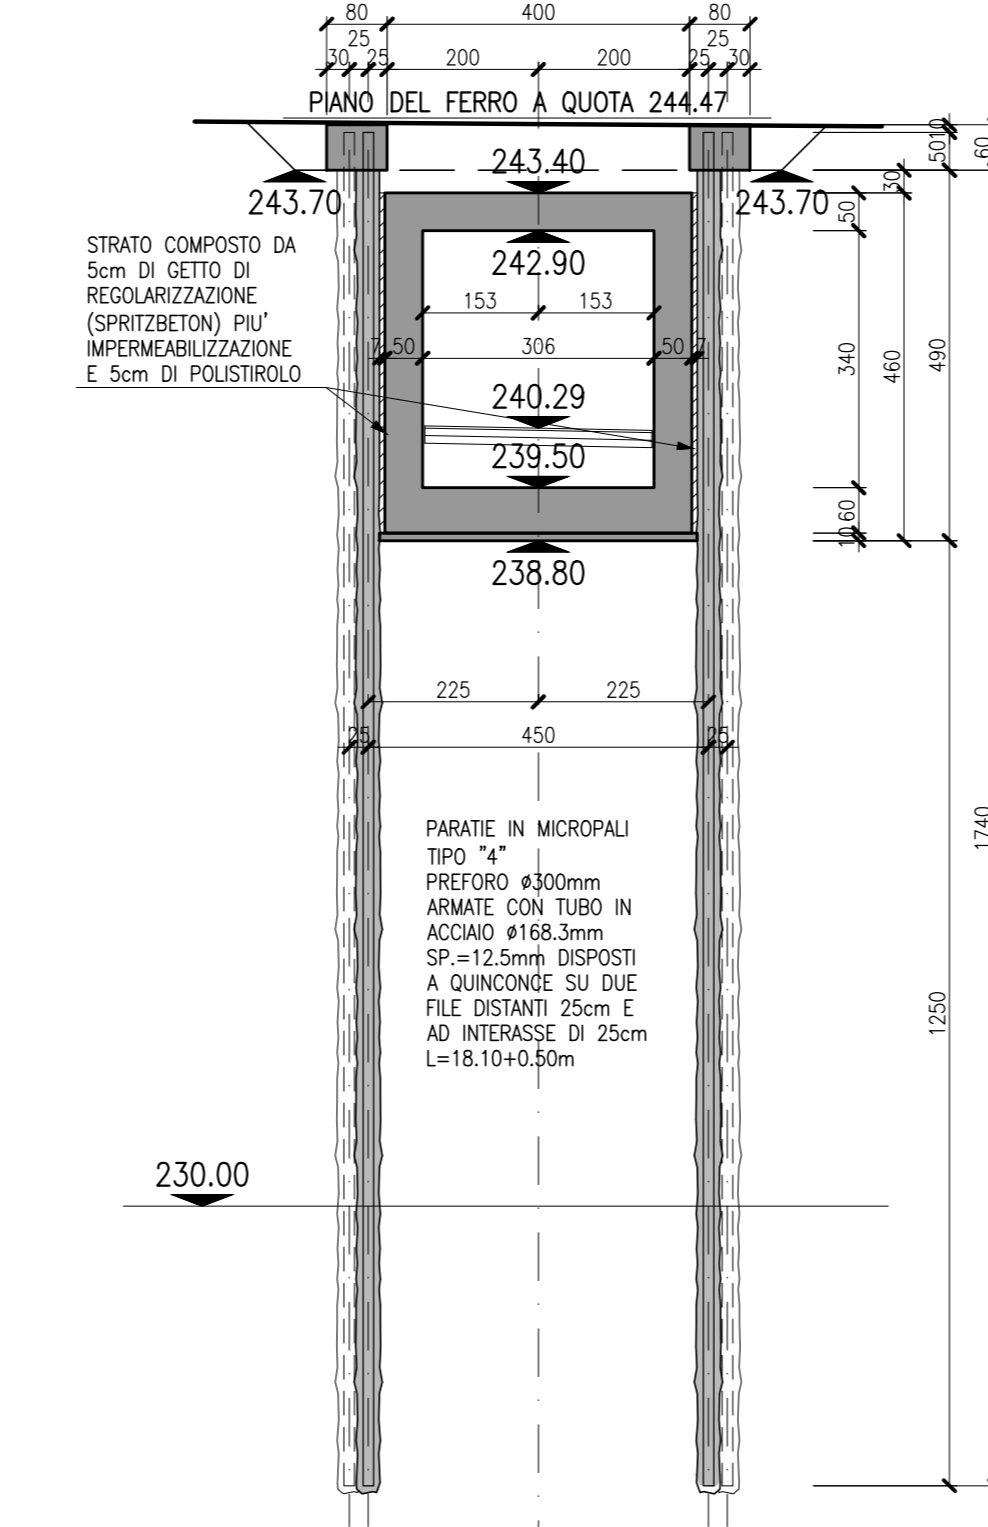 80 400 80
25 25
30 25 200 200 25 30
PIANO DEL FERRO A QUOTA 244.47
10
50
60
243.40
30
243.70 243.70
50
STRATO COMPOSTO DA
5cm DI GETTO DI
REGOLARIZZAZIONE
(SPRITZBETON) PIU'
IMPERMEABILIZZAZIONE
E 5cm DI POLISTIROLO
242.90
153 153
7 50 306 50 7
340
460
490
240.29
239.50
60
10
238.80
225 225
25 450 25
1740
PARATIE IN MICROPALI
TIPO "4"
PREFORO ø300mm
ARMATE CON TUBO IN
ACCIAIO ø168.3mm
SP.=12.5mm DISPOSTI
A QUINCONCE SU DUE
FILE DISTANTI 25cm E
AD INTERASSE DI 25cm
L=18.10+0.50m
1250
230.00